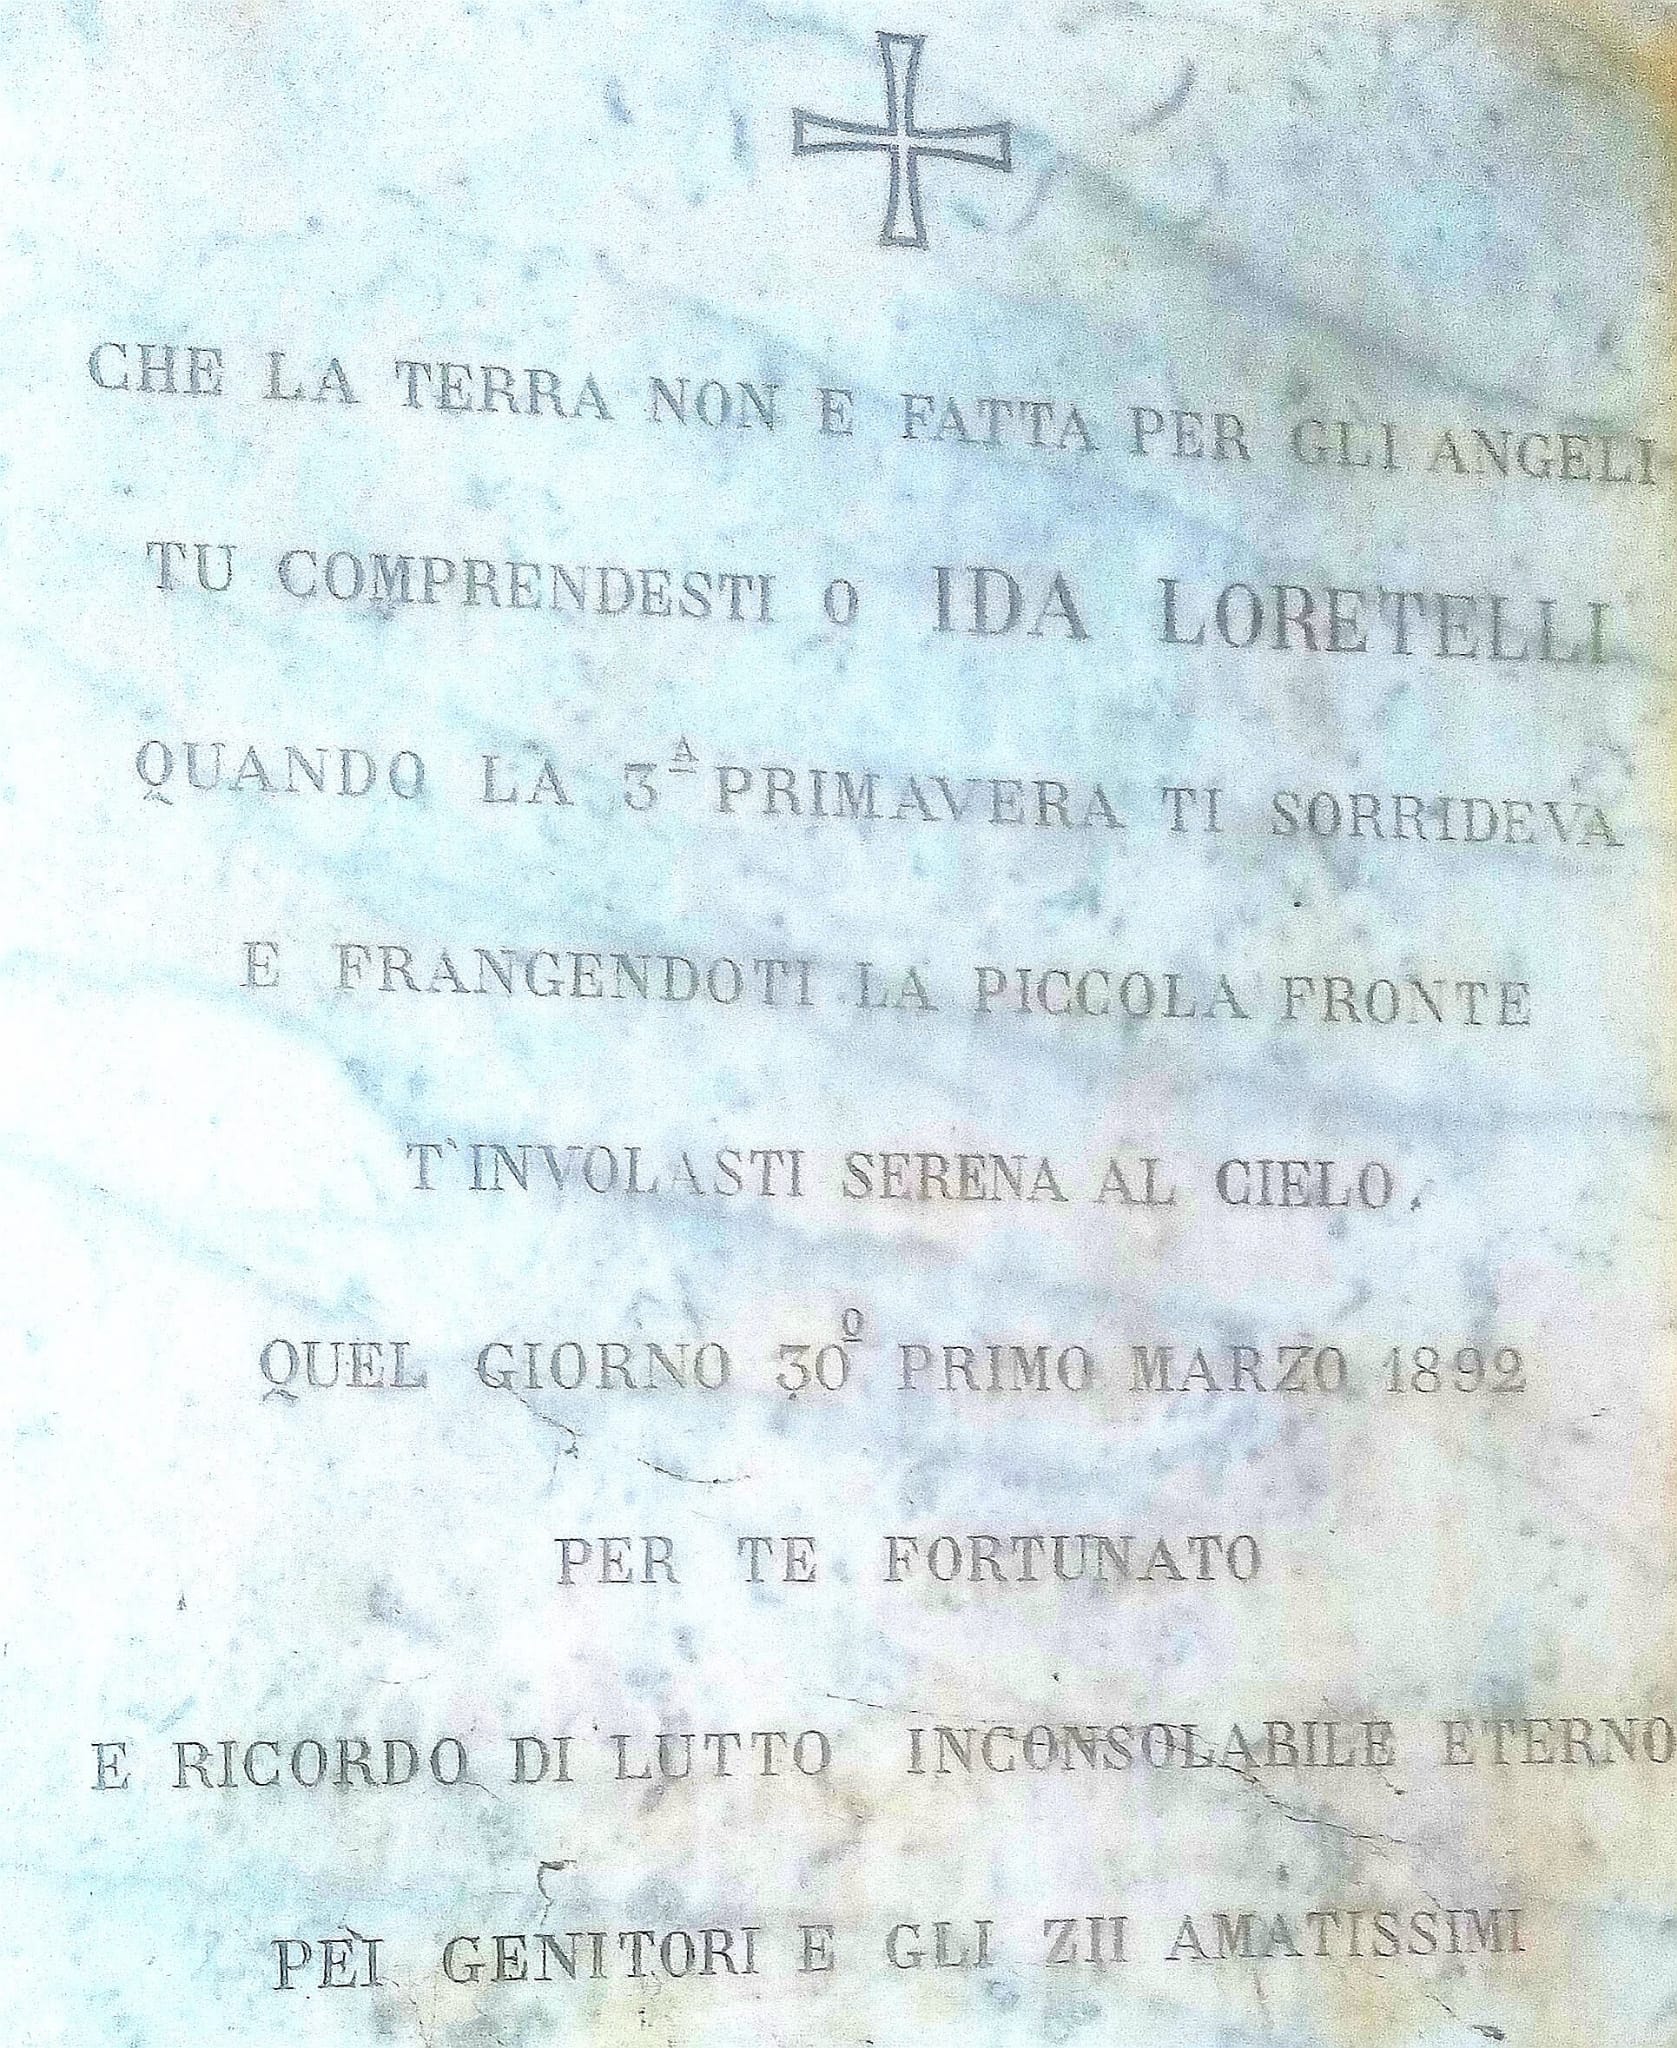 CHE LA TERRA NON E FATTA PER GLI ANGELI
TU COMPRENDESTI O IDA LORETELLI
QUANDO LA 3ᴬ PRIMAVERA TI SORRIDEVA
E FRANGENDOTI LA PICCOLA FRONTE
T'INVOLASTI SERENA AL CIELO.
QUEL GIORNO 30º PRIMO MARZO 1892
PER TE FORTUNATO
E RICORDO DI LUTTO INCONSOLABILE ETERNO
PEI GENITORI E GLI ZII AMATISSIMI